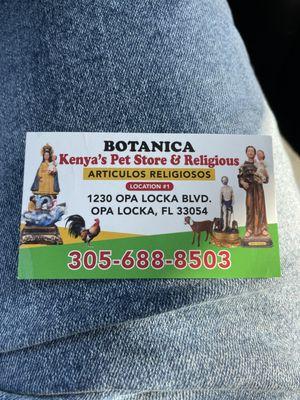 BOTANICA
Kenya's Pet Store & Religious
ARTICULOS RELIGIOSOS
LOCATION #1
1230 OPA LOCKA BLVD.
OPA LOCKA, FL 33054
305-688-8503